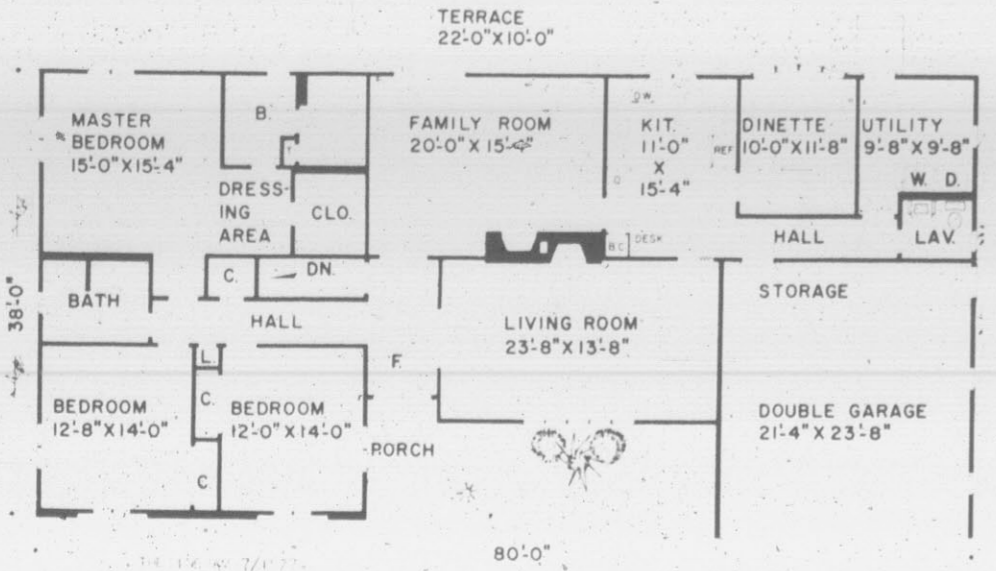 TERRACE
22'-0"X10'-0"
MASTER
BEDROOM
15'-0"X15'-4"
B.
T
DRESS-
ING
AREA
CLO.
FAMILY ROOM
20'-0"X15'-4"
D.W.
KIT.
11'-0"
X
15'-4"
REF
DINETTE
10'-0"X11'-8"
UTILITY
9'-8"X9'-8"
W. D.
LAV.
HALL
B.C.
DESK
C.
DN.
BATH
HALL
38'-0"
STORAGE
LIVING ROOM
23'-8"X13'-8"
L.
F.
C.
BEDROOM
12'-8"X14'-0"
BEDROOM
12'-0"X14'-0"
C
PORCH
DOUBLE GARAGE
21'-4"X23'-8"
80'-0"